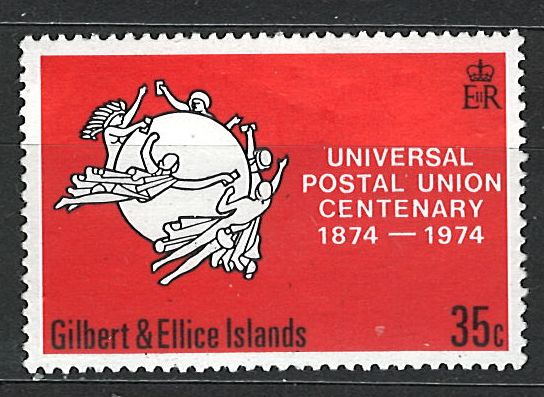 EIIR
UNIVERSAL
POSTAL UNION
CENTENARY
1874 — 1974
Gilbert & Ellice Islands
35c